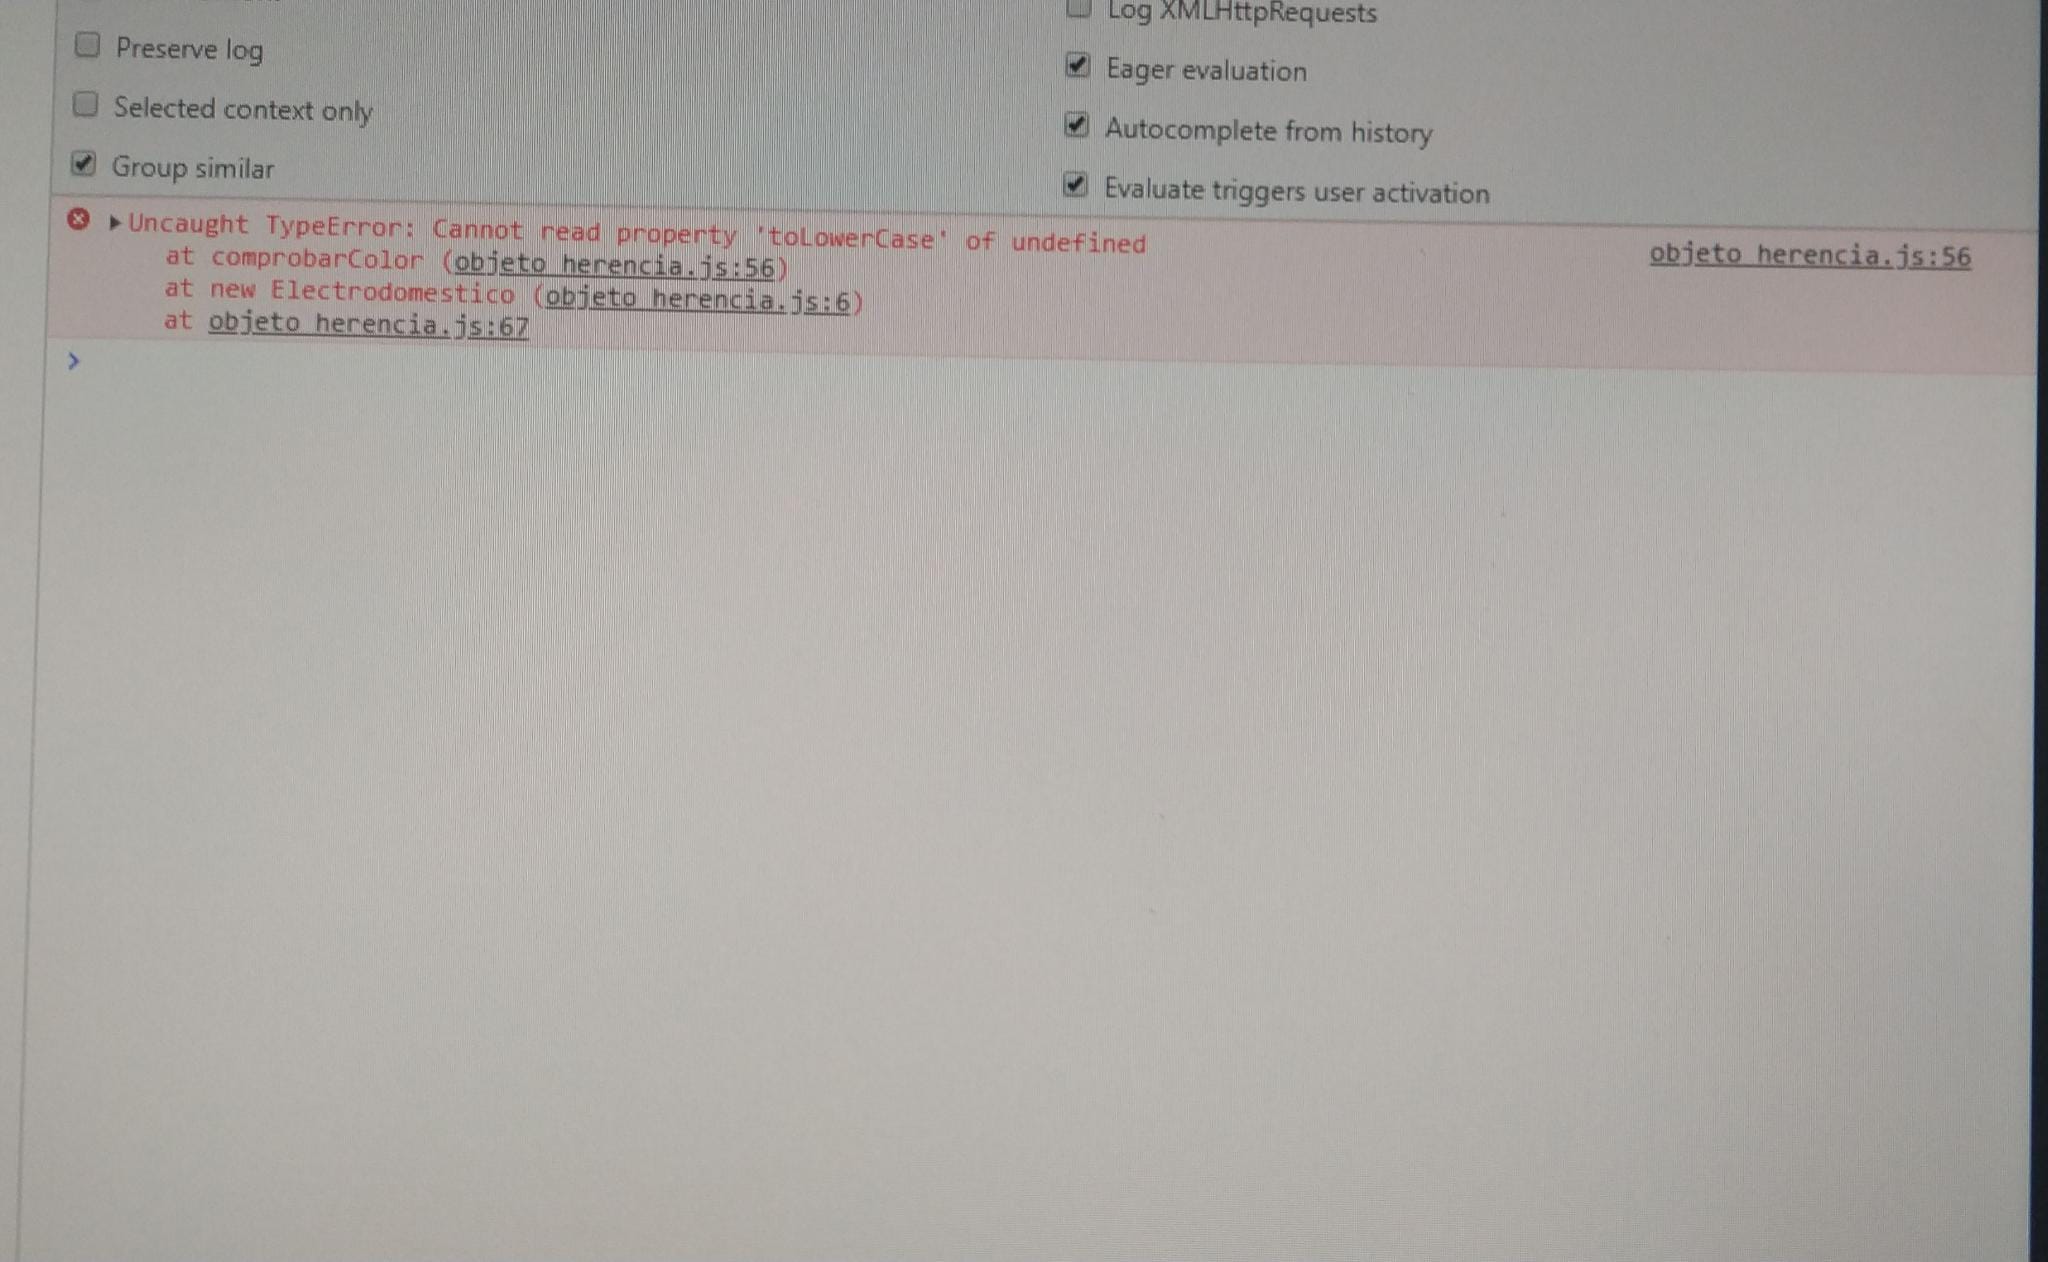 Log XMLHttpRequests
Preserve log
Eager evaluation
Selected context only
Autocomplete from history
Group similar
Evaluate triggers user activation
Uncaught TypeError: Cannot read property 'toLowerCase' of undefined
objeto herencia.js:56
at comprobarColor (objeto herencia.js:56)
at new Electrodomestico (objeto herencia.js:6)
at objeto herencia.js:67